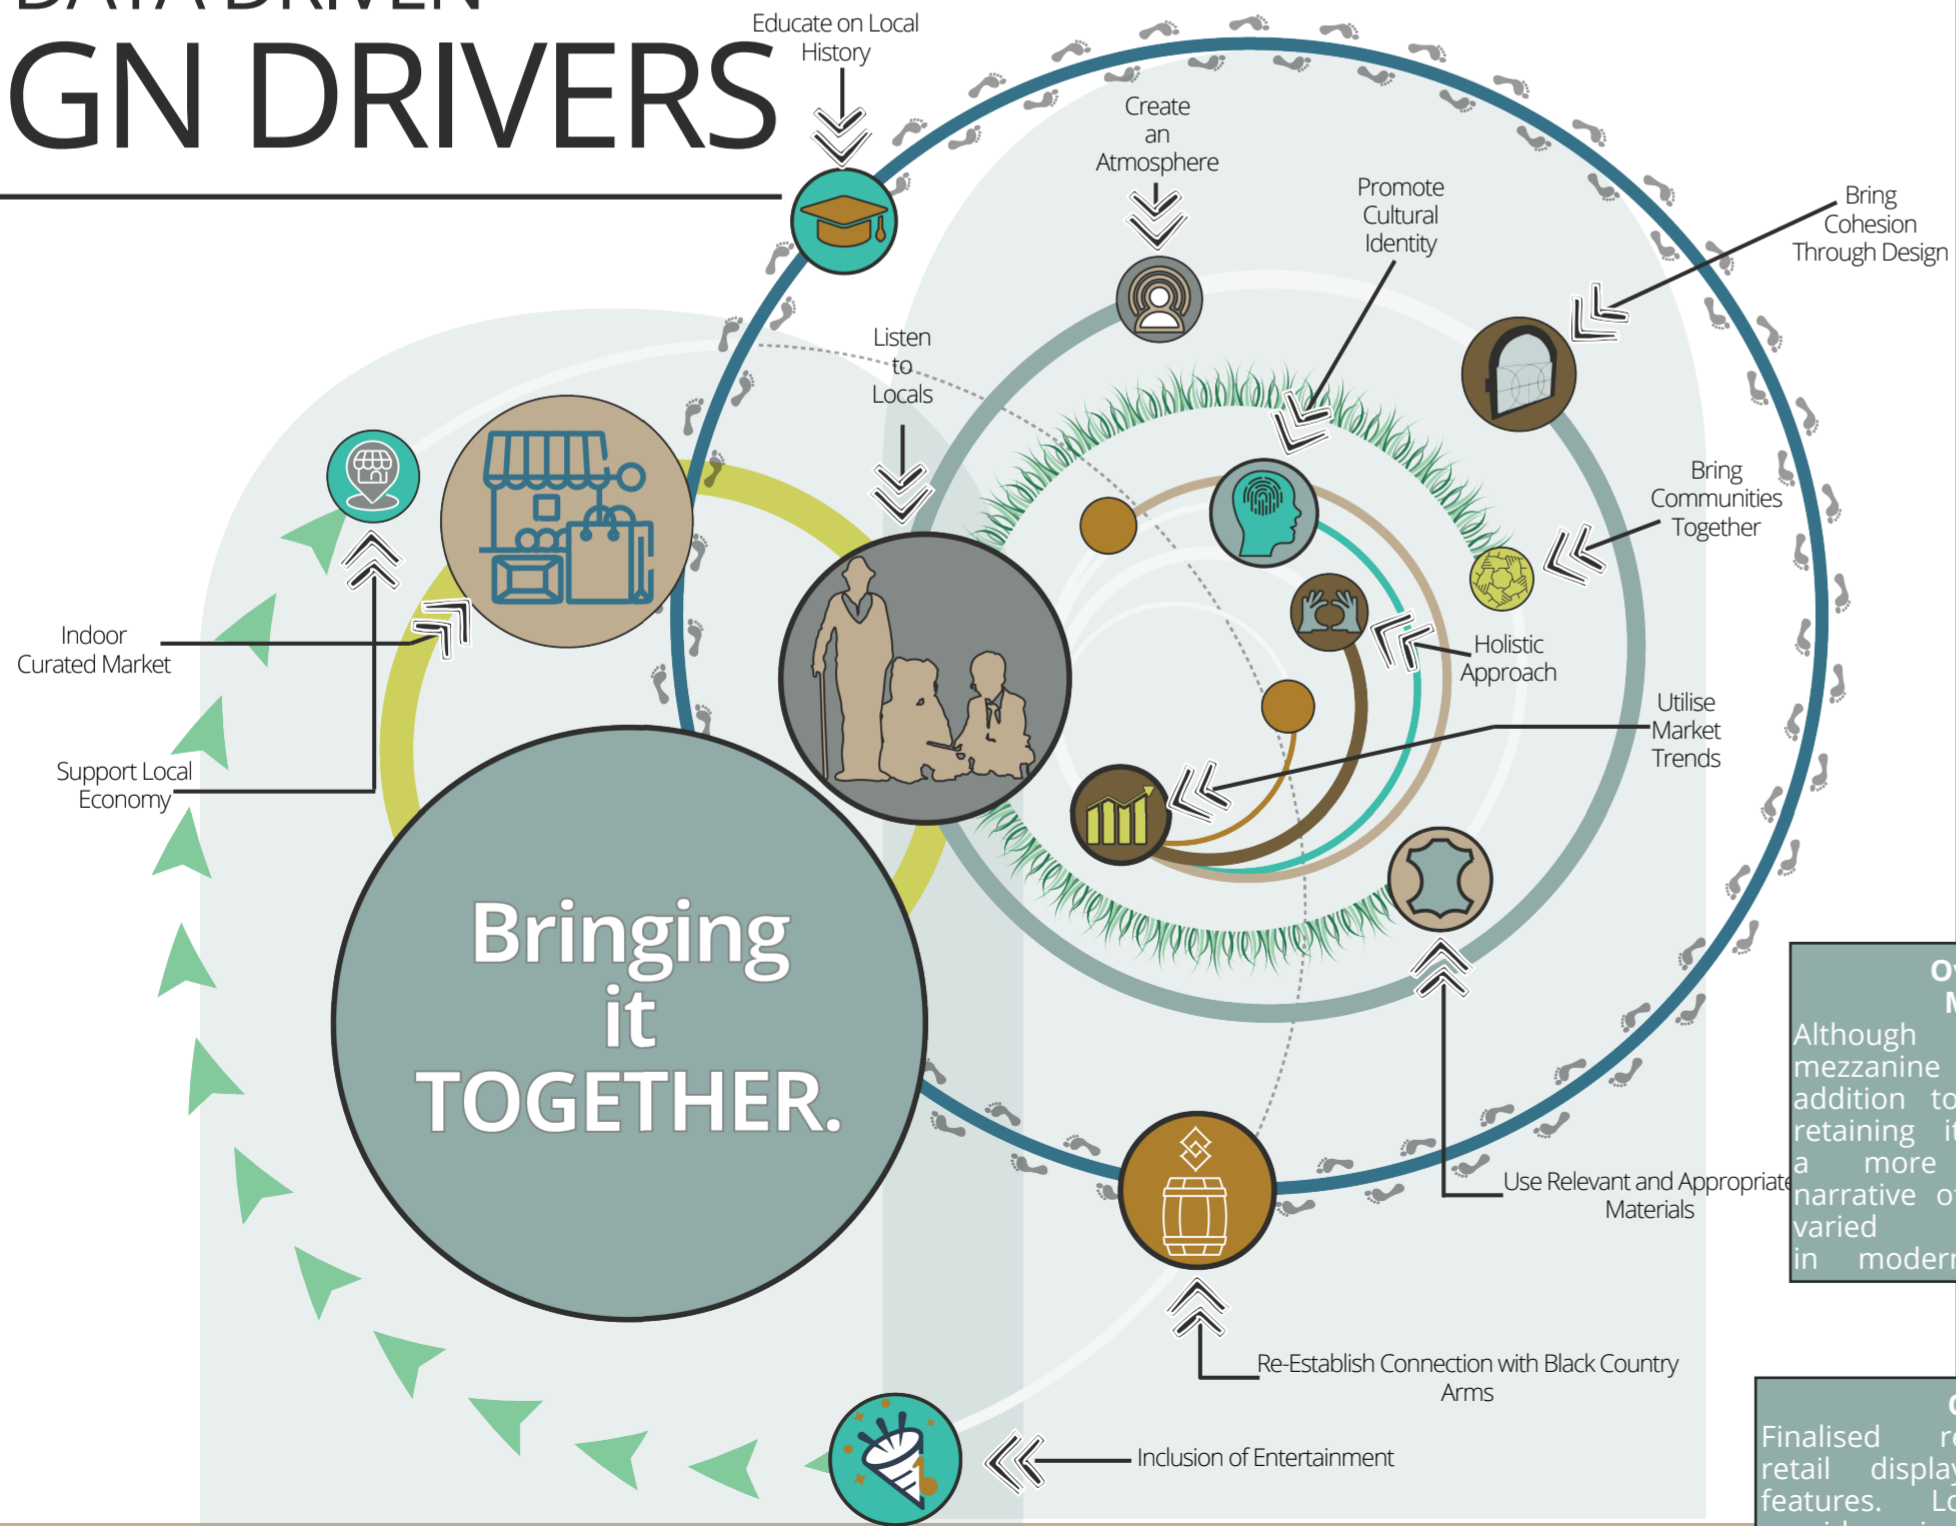 DATA DRIVEN
GN DRIVERS
Educate on Local
History
Create
an
Atmosphere
Promote
Cultural
Identity
Bring
Cohesion
Through Design
Listen
to
Locals
Bring
Communities
Together
Indoor
Curated Market
Holistic
Approach
Utilise
Market
Trends
Support Local
Economy
Bringing
it
TOGETHER.
Although
mezzanine
addition to
retaining
a more
narrative
varied
in
Use Relevant and Appropriate
Materials
Re-Establish Connection with Black Country
Arms
Inclusion of Entertainment
Finalised
retail
features.